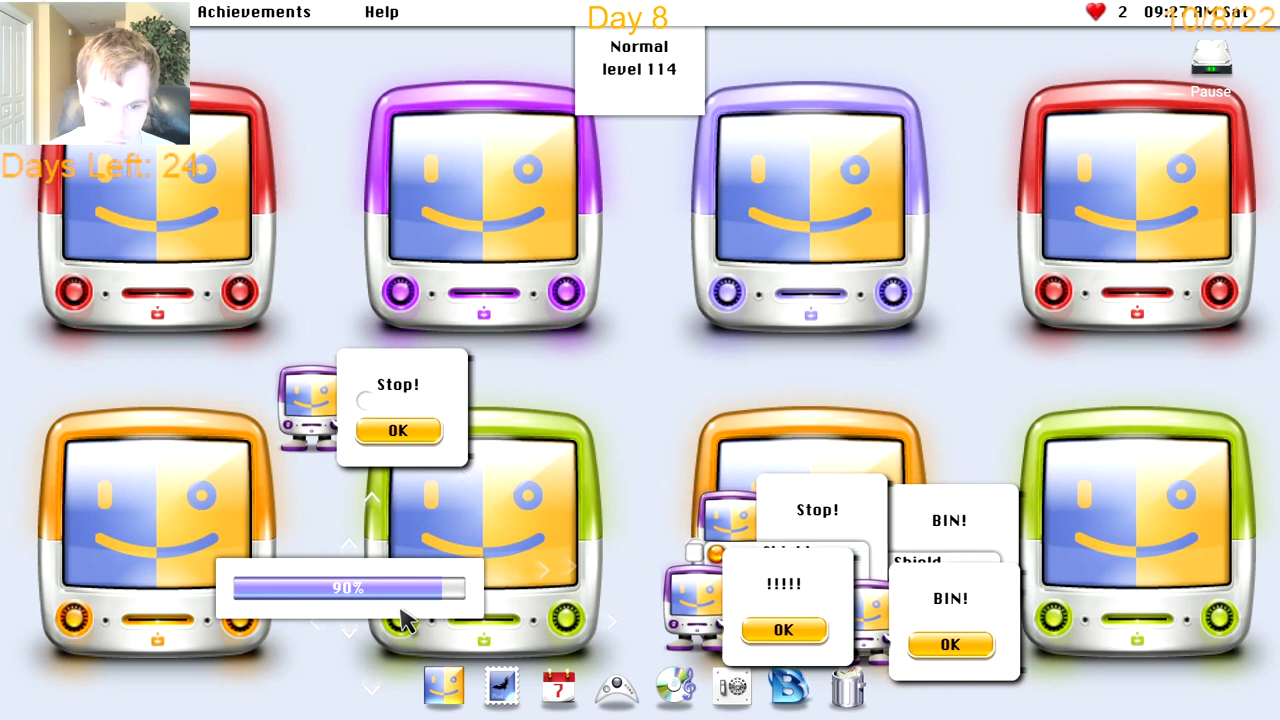 Achievements Help
Day 8
2 09:27 AM Sat
10/8/22
Normal
level 114
Pause
Days Left: 24
Stop!
OK
Stop!
BIN!
Shield
90%
!!!!!
OK
BIN!
OK
7